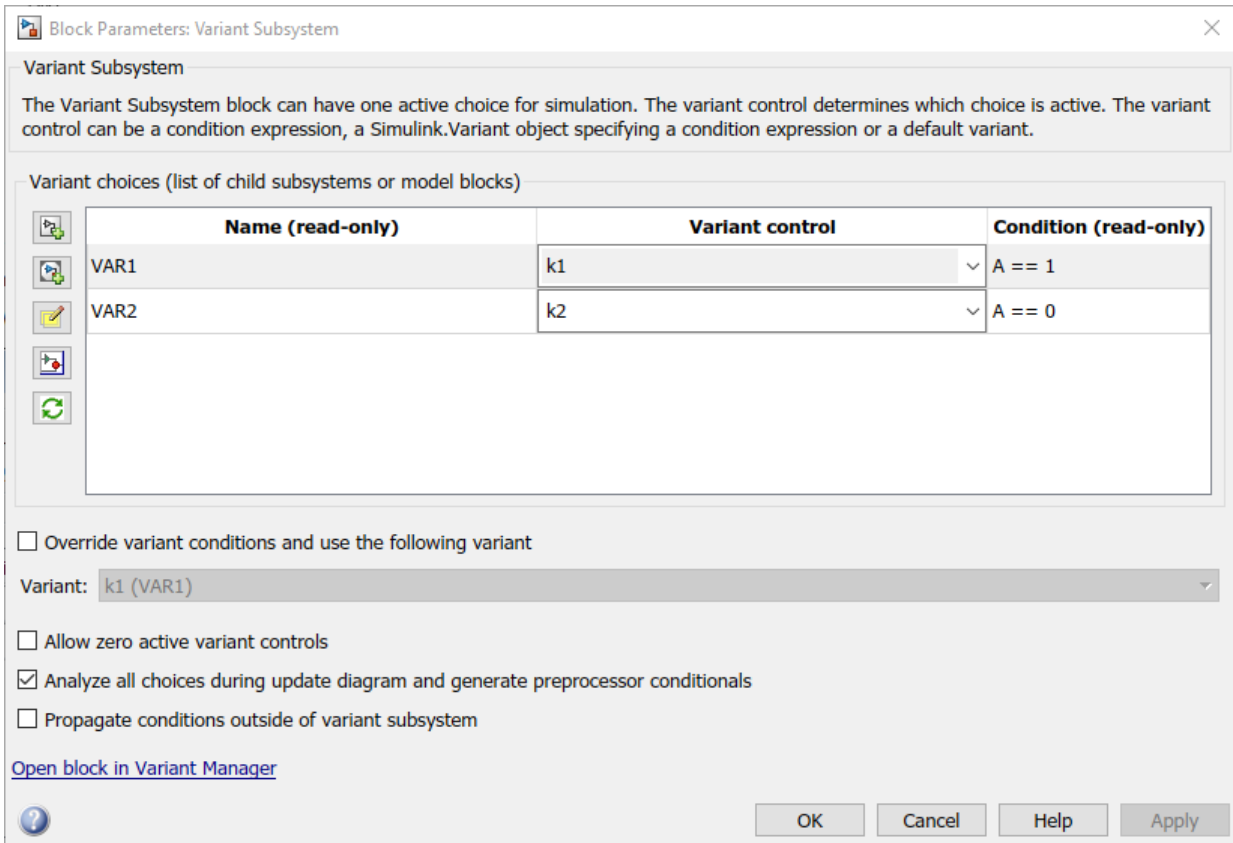 Block Parameters: Variant Subsystem
Variant Subsystem
The Variant Subsystem block can have one active choice for simulation. The variant control determines which choice is active. The variant
control can be a condition expression, a Simulink.Variant object specifying a condition expression or a default variant.
Variant choices (list of child subsystems or model blocks)
Name (read-only) Variant control Condition (read-only)
VAR1 k1 A == 1
VAR2 k2 A == 0
Override variant conditions and use the following variant
Variant: k1 (VAR1)
Allow zero active variant controls
Analyze all choices during update diagram and generate preprocessor conditionals
Propagate conditions outside of variant subsystem
Open block in Variant Manager
OK Cancel Help Apply